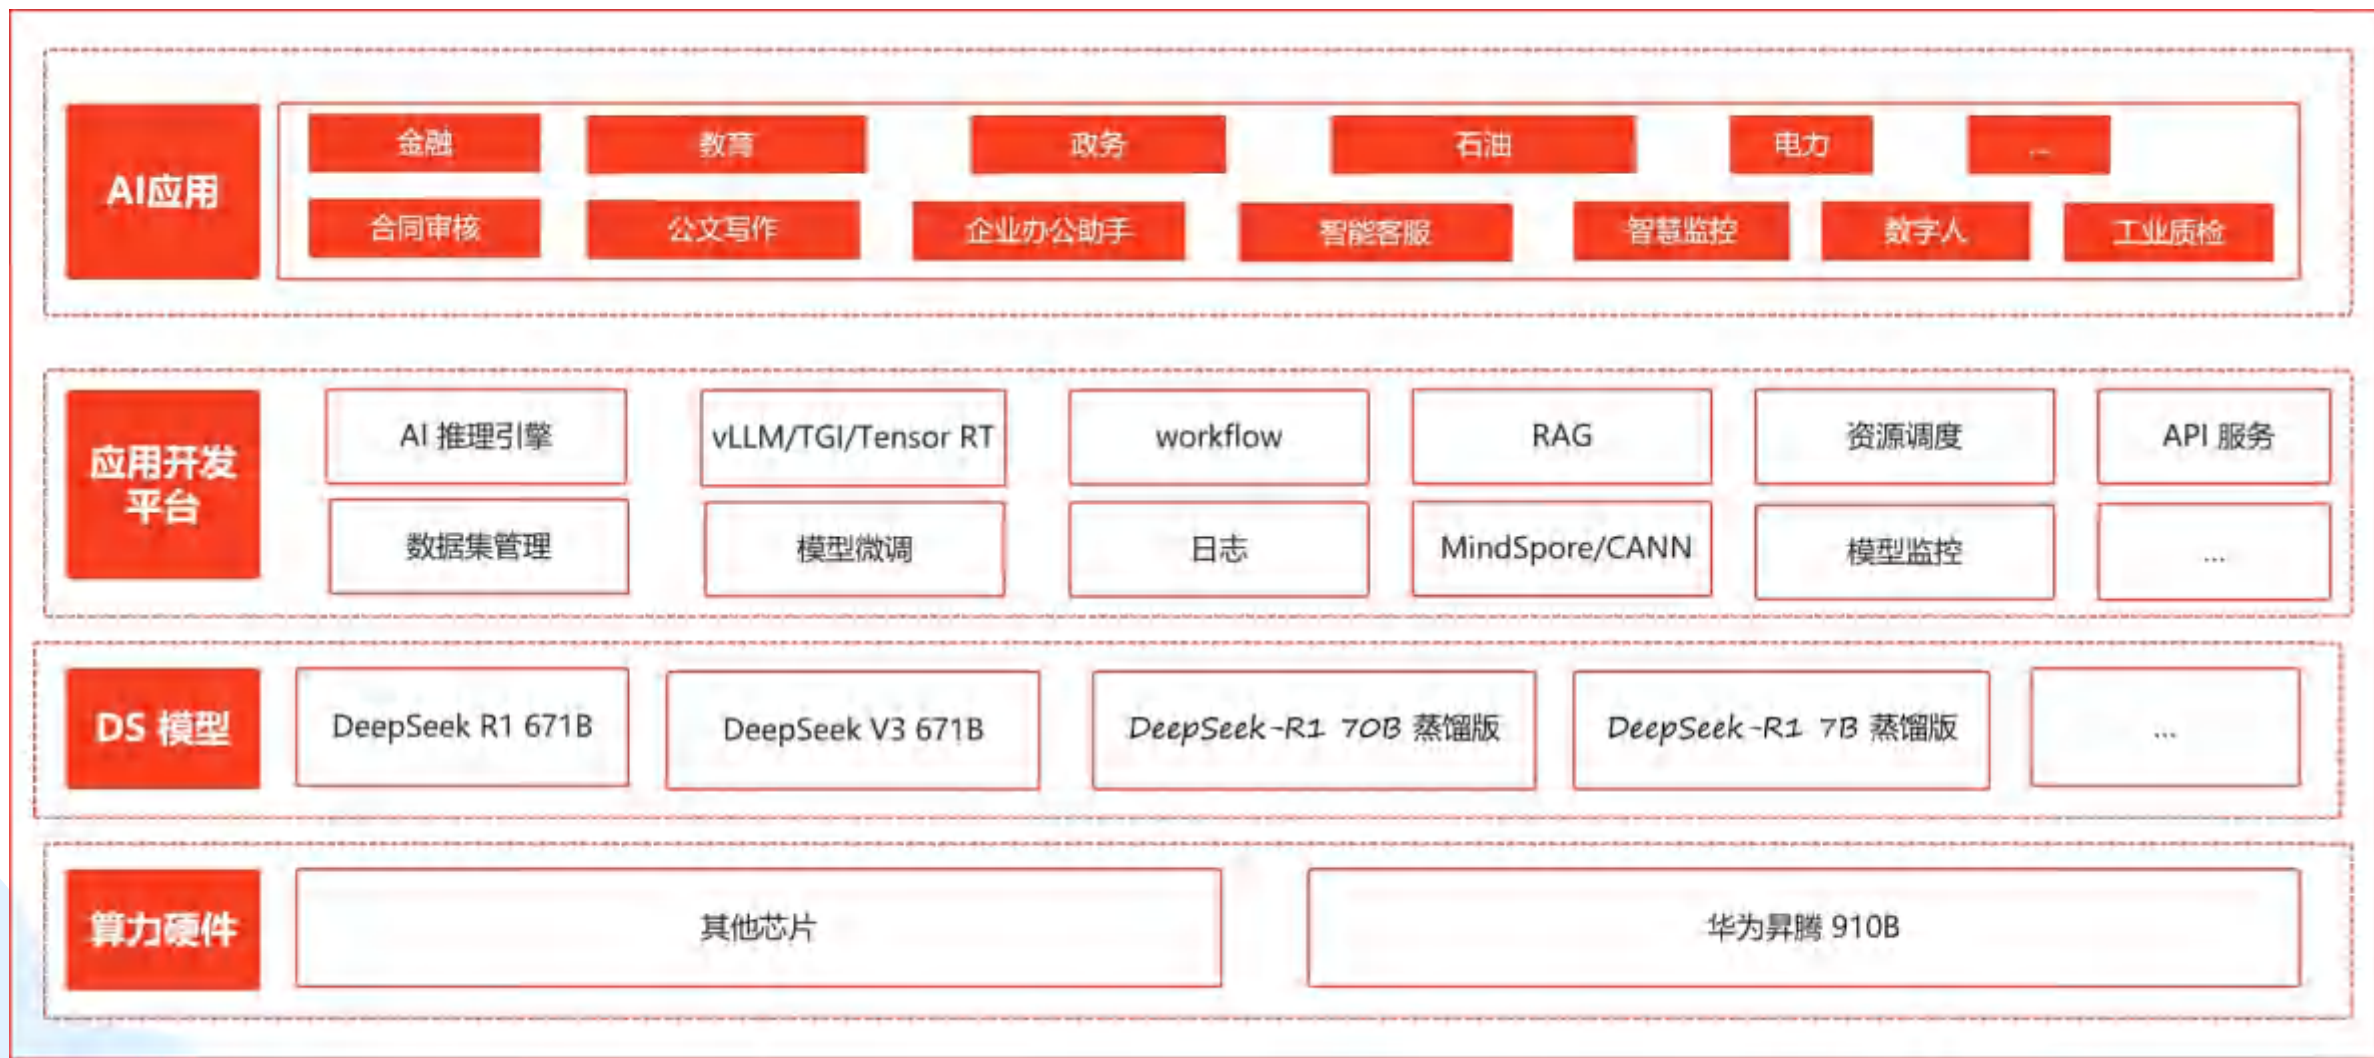 AI应用
金融
教育
政务
石油
电力
...
合同审核
公文写作
企业办公助手
智能客服
智慧监控
数字人
工业质检
应用开发
平台
AI 推理引擎
vLLM/TGI/Tensor RT
workflow
RAG
资源调度
API 服务
数据集管理
模型微调
日志
MindSpore/CANN
模型监控
...
DS 模型
DeepSeek R1 671B
DeepSeek V3 671B
DeepSeek-R1 70B 蒸馏版
DeepSeek-R1 7B 蒸馏版
...
算力硬件
其他芯片
华为昇腾 910B